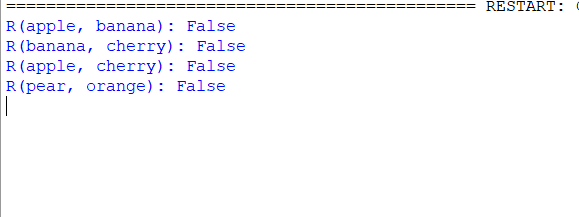 =============================================== RESTART: 
R(apple, banana): False
R(banana, cherry): False
R(apple, cherry): False
R(pear, orange): False